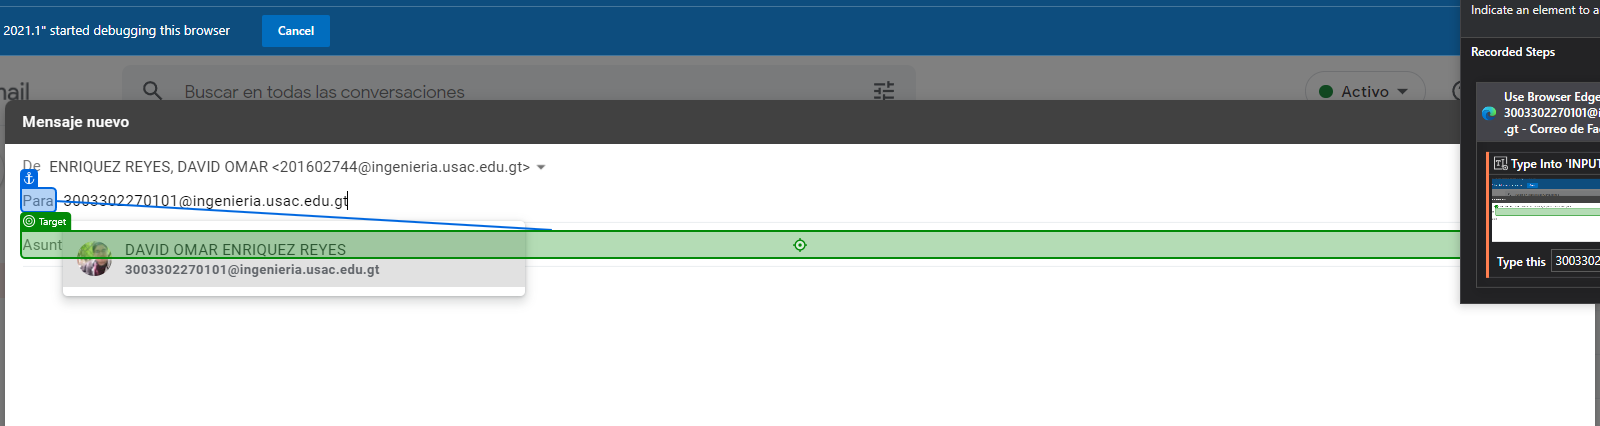 2021.1" started debugging this browser
Cancel
Indicate an element to a
Recorded Steps
nail
Buscar en todas las conversaciones
Activo
Use Browser Edge
3003302270101@i
.gt - Correo de Fa
Mensaje nuevo
De ENRIQUEZ REYES, DAVID OMAR <201602744@ingenieria.usac.edu.gt>
Type Into 'INPUT
Para 3003302270101@ingenieria.usac.edu.gt
Target
Asunt
DAVID OMAR ENRIQUEZ REYES
3003302270101@ingenieria.usac.edu.gt
Type this 3003302